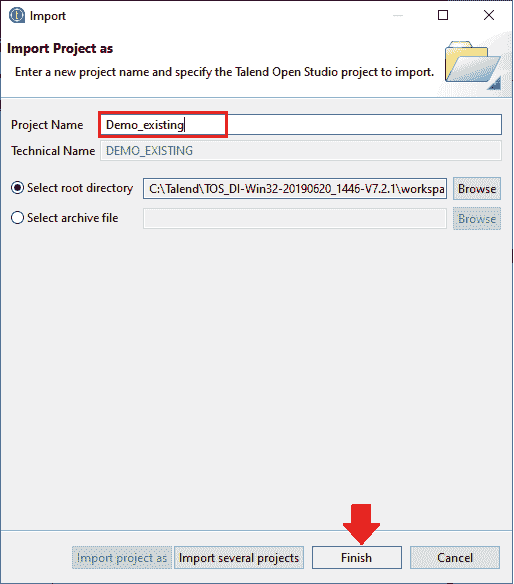 Import
Import Project as
Enter a new project name and specify the Talend Open Studio project to import.
Project Name Demo_existing
Technical Name DEMO_EXISTING
Select root directory C:\Talend\TOS_DI-Win32-20190620_1446-V7.2.1\workspa Browse
Select archive file Browse
Import project as Import several projects Finish Cancel